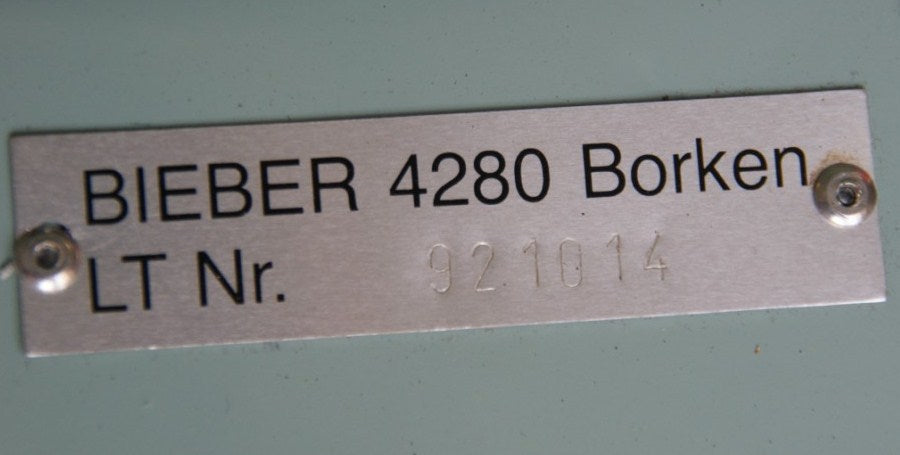 BIEBER 4280 Borken
LT Nr. 921014